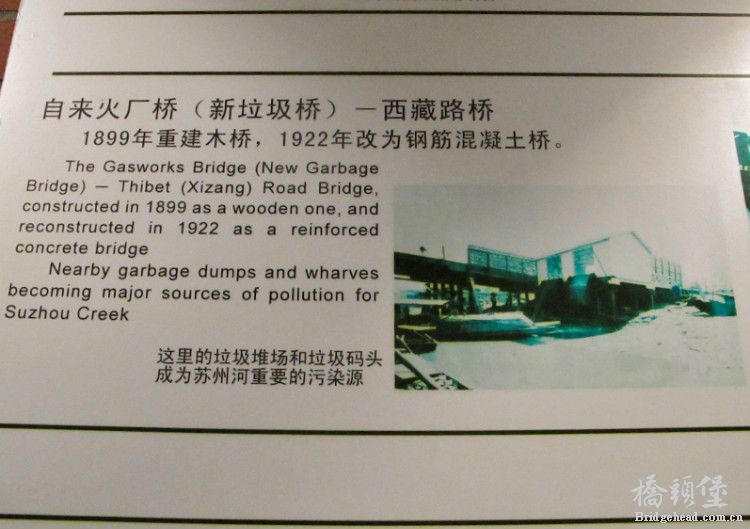 自来火厂桥（新垃圾桥）－西藏路桥
1899年重建木桥，1922年改为钢筋混凝土桥。
The Gasworks Bridge (New Garbage
Bridge) — Thibet (Xizang) Road Bridge,
constructed in 1899 as a wooden one, and
reconstructed in 1922 as a reinforced
concrete bridge
Nearby garbage dumps and wharves
becoming major sources of pollution for
Suzhou Creek
这里的垃圾堆场和垃圾码头
成为苏州河重要的污染源
橋頭堡
Bridgehead.com.cn